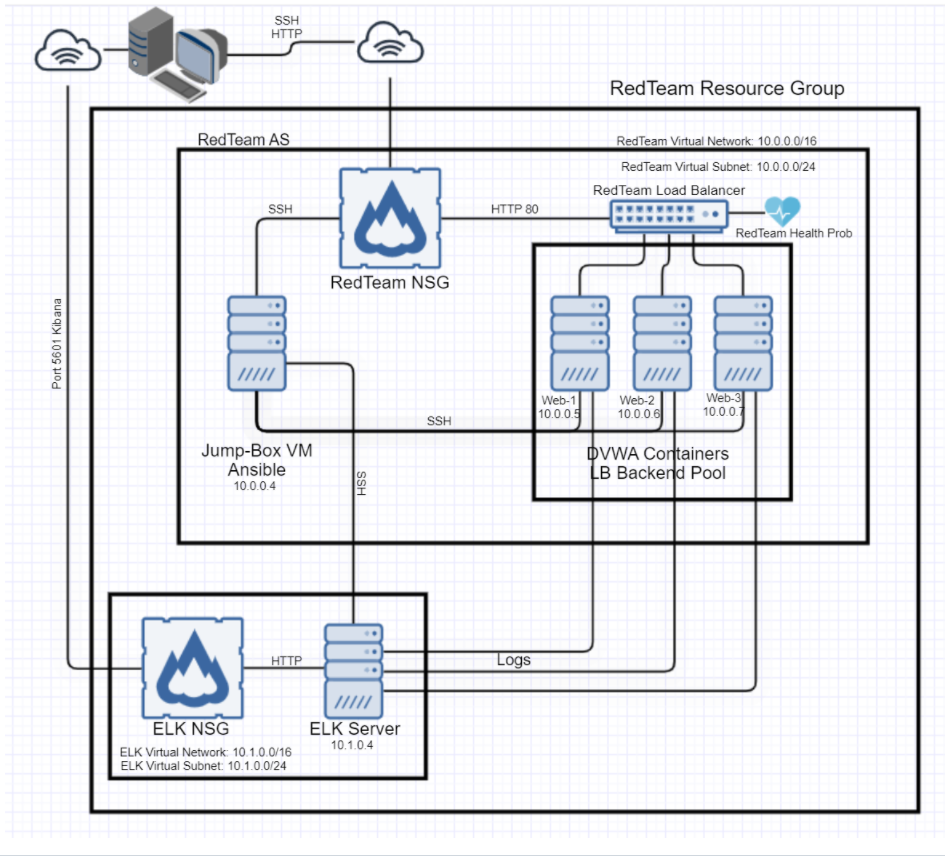 SSH
HTTP
RedTeam Resource Group
RedTeam AS
RedTeam Virtual Network: 10.0.0.0/16
RedTeam Virtual Subnet: 10.0.0.0/24
RedTeam Load Balancer
SSH
HTTP 80
RedTeam Health Prob
RedTeam NSG
Port 5601 Kibana
Web-1
10.0.0.5
Web-2
10.0.0.6
Web-3
10.0.0.7
SSH
Jump-Box VM
Ansible
10.0.0.4
DVWA Containers
LB Backend Pool
SSH
HTTP
Logs
ELK NSG
ELK Server
10.1.0.4
ELK Virtual Network: 10.1.0.0/16
ELK Virtual Subnet: 10.1.0.0/24